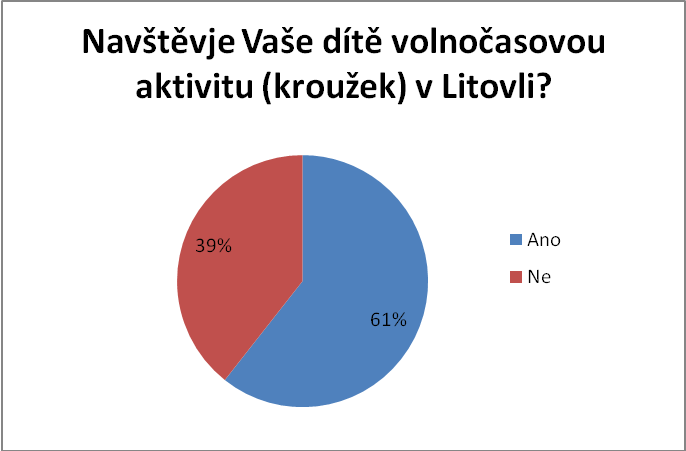 Navštěvje Vaše dítě volnočasovou
aktivitu (kroužek) v Litovli?
39%
61%
Ano
Ne